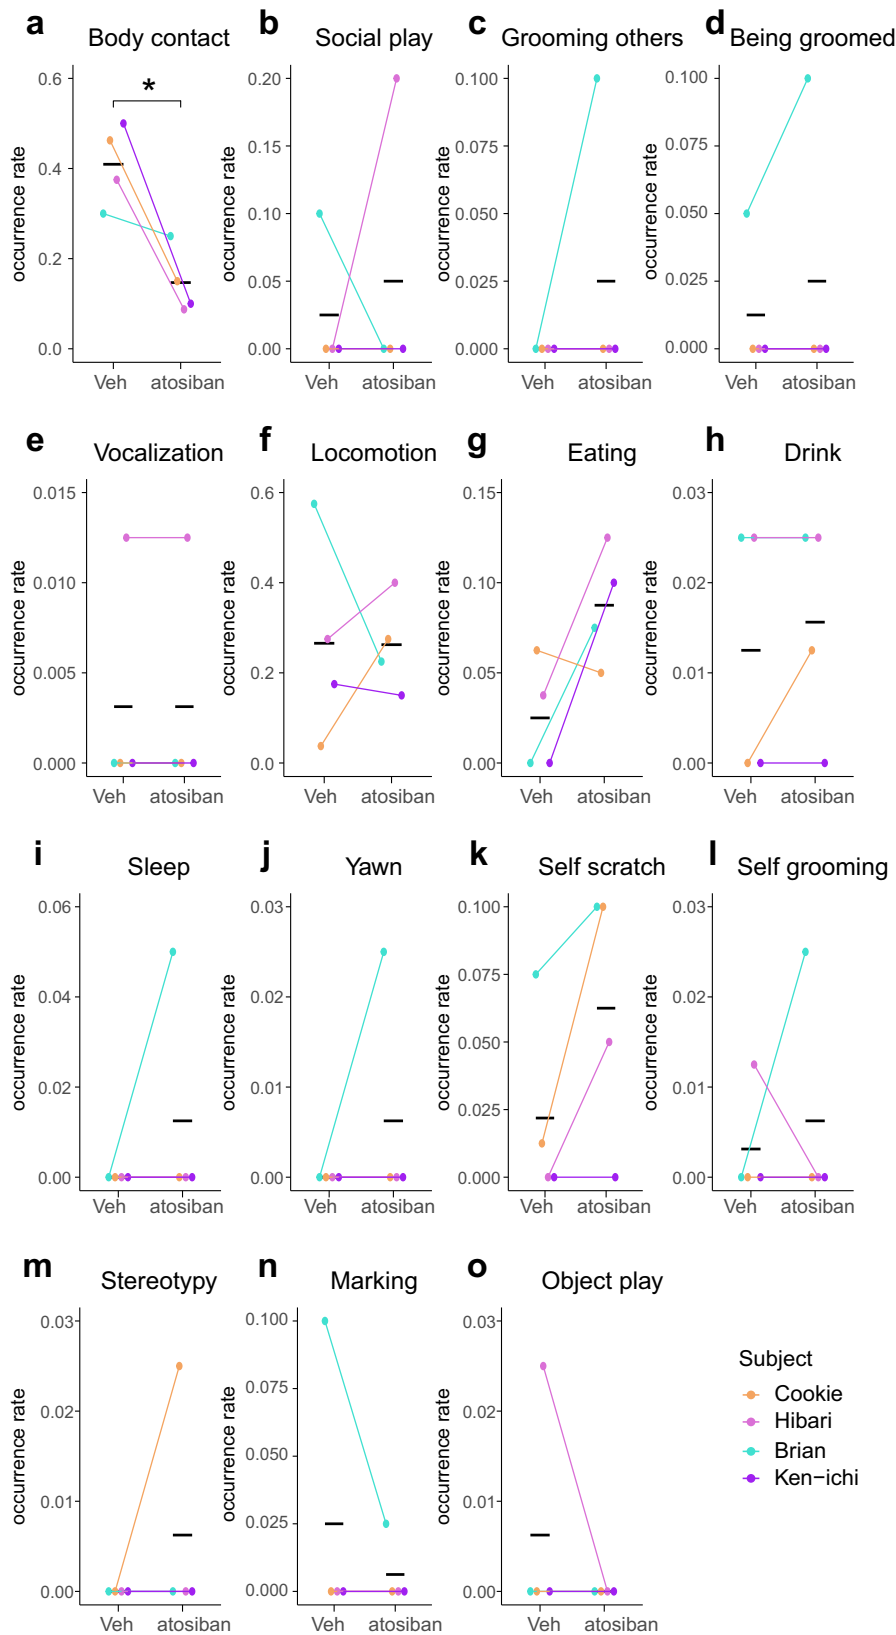 a Body contact
b Social play
c Grooming others
d Being groomed
occurrence rate
0.6
0.4
0.2
0.0
*
Veh atosiban
occurrence rate
0.20
0.15
0.10
0.05
0.00
Veh atosiban
occurrence rate
0.100
0.075
0.050
0.025
0.000
Veh atosiban
occurrence rate
0.100
0.075
0.050
0.025
0.000
Veh atosiban
e Vocalization
f Locomotion
g Eating
h Drink
occurrence rate
0.015
0.010
0.005
0.000
Veh atosiban
occurrence rate
0.6
0.4
0.2
0.0
Veh atosiban
occurrence rate
0.15
0.10
0.05
0.00
Veh atosiban
occurrence rate
0.03
0.02
0.01
0.00
Veh atosiban
i Sleep
j Yawn
k Self scratch
l Self grooming
occurrence rate
0.06
0.04
0.02
0.00
Veh atosiban
occurrence rate
0.03
0.02
0.01
0.00
Veh atosiban
occurrence rate
0.100
0.075
0.050
0.025
0.000
Veh atosiban
occurrence rate
0.03
0.02
0.01
0.00
Veh atosiban
m Stereotypy
n Marking
o Object play
occurrence rate
0.03
0.02
0.01
0.00
Veh atosiban
occurrence rate
0.100
0.075
0.050
0.025
0.000
Veh atosiban
occurrence rate
0.03
0.02
0.01
0.00
Veh atosiban
Subject
Cookie
Hibari
Brian
Ken−ichi